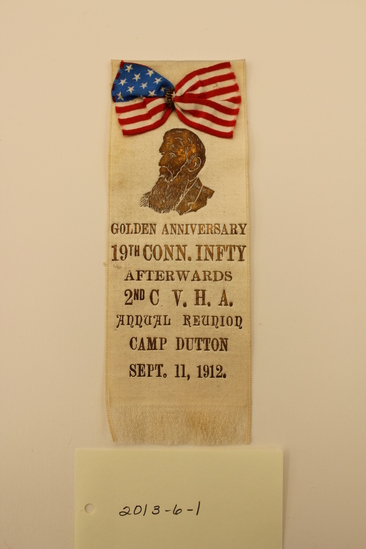 GOLDEN ANNIVERSARY
19TH CONN. INFTY
AFTERWARDS
2ND C V. H. A.
ANNUAL REUNION
CAMP DUTTON
SEPT. 11, 1912.
2013-6-1